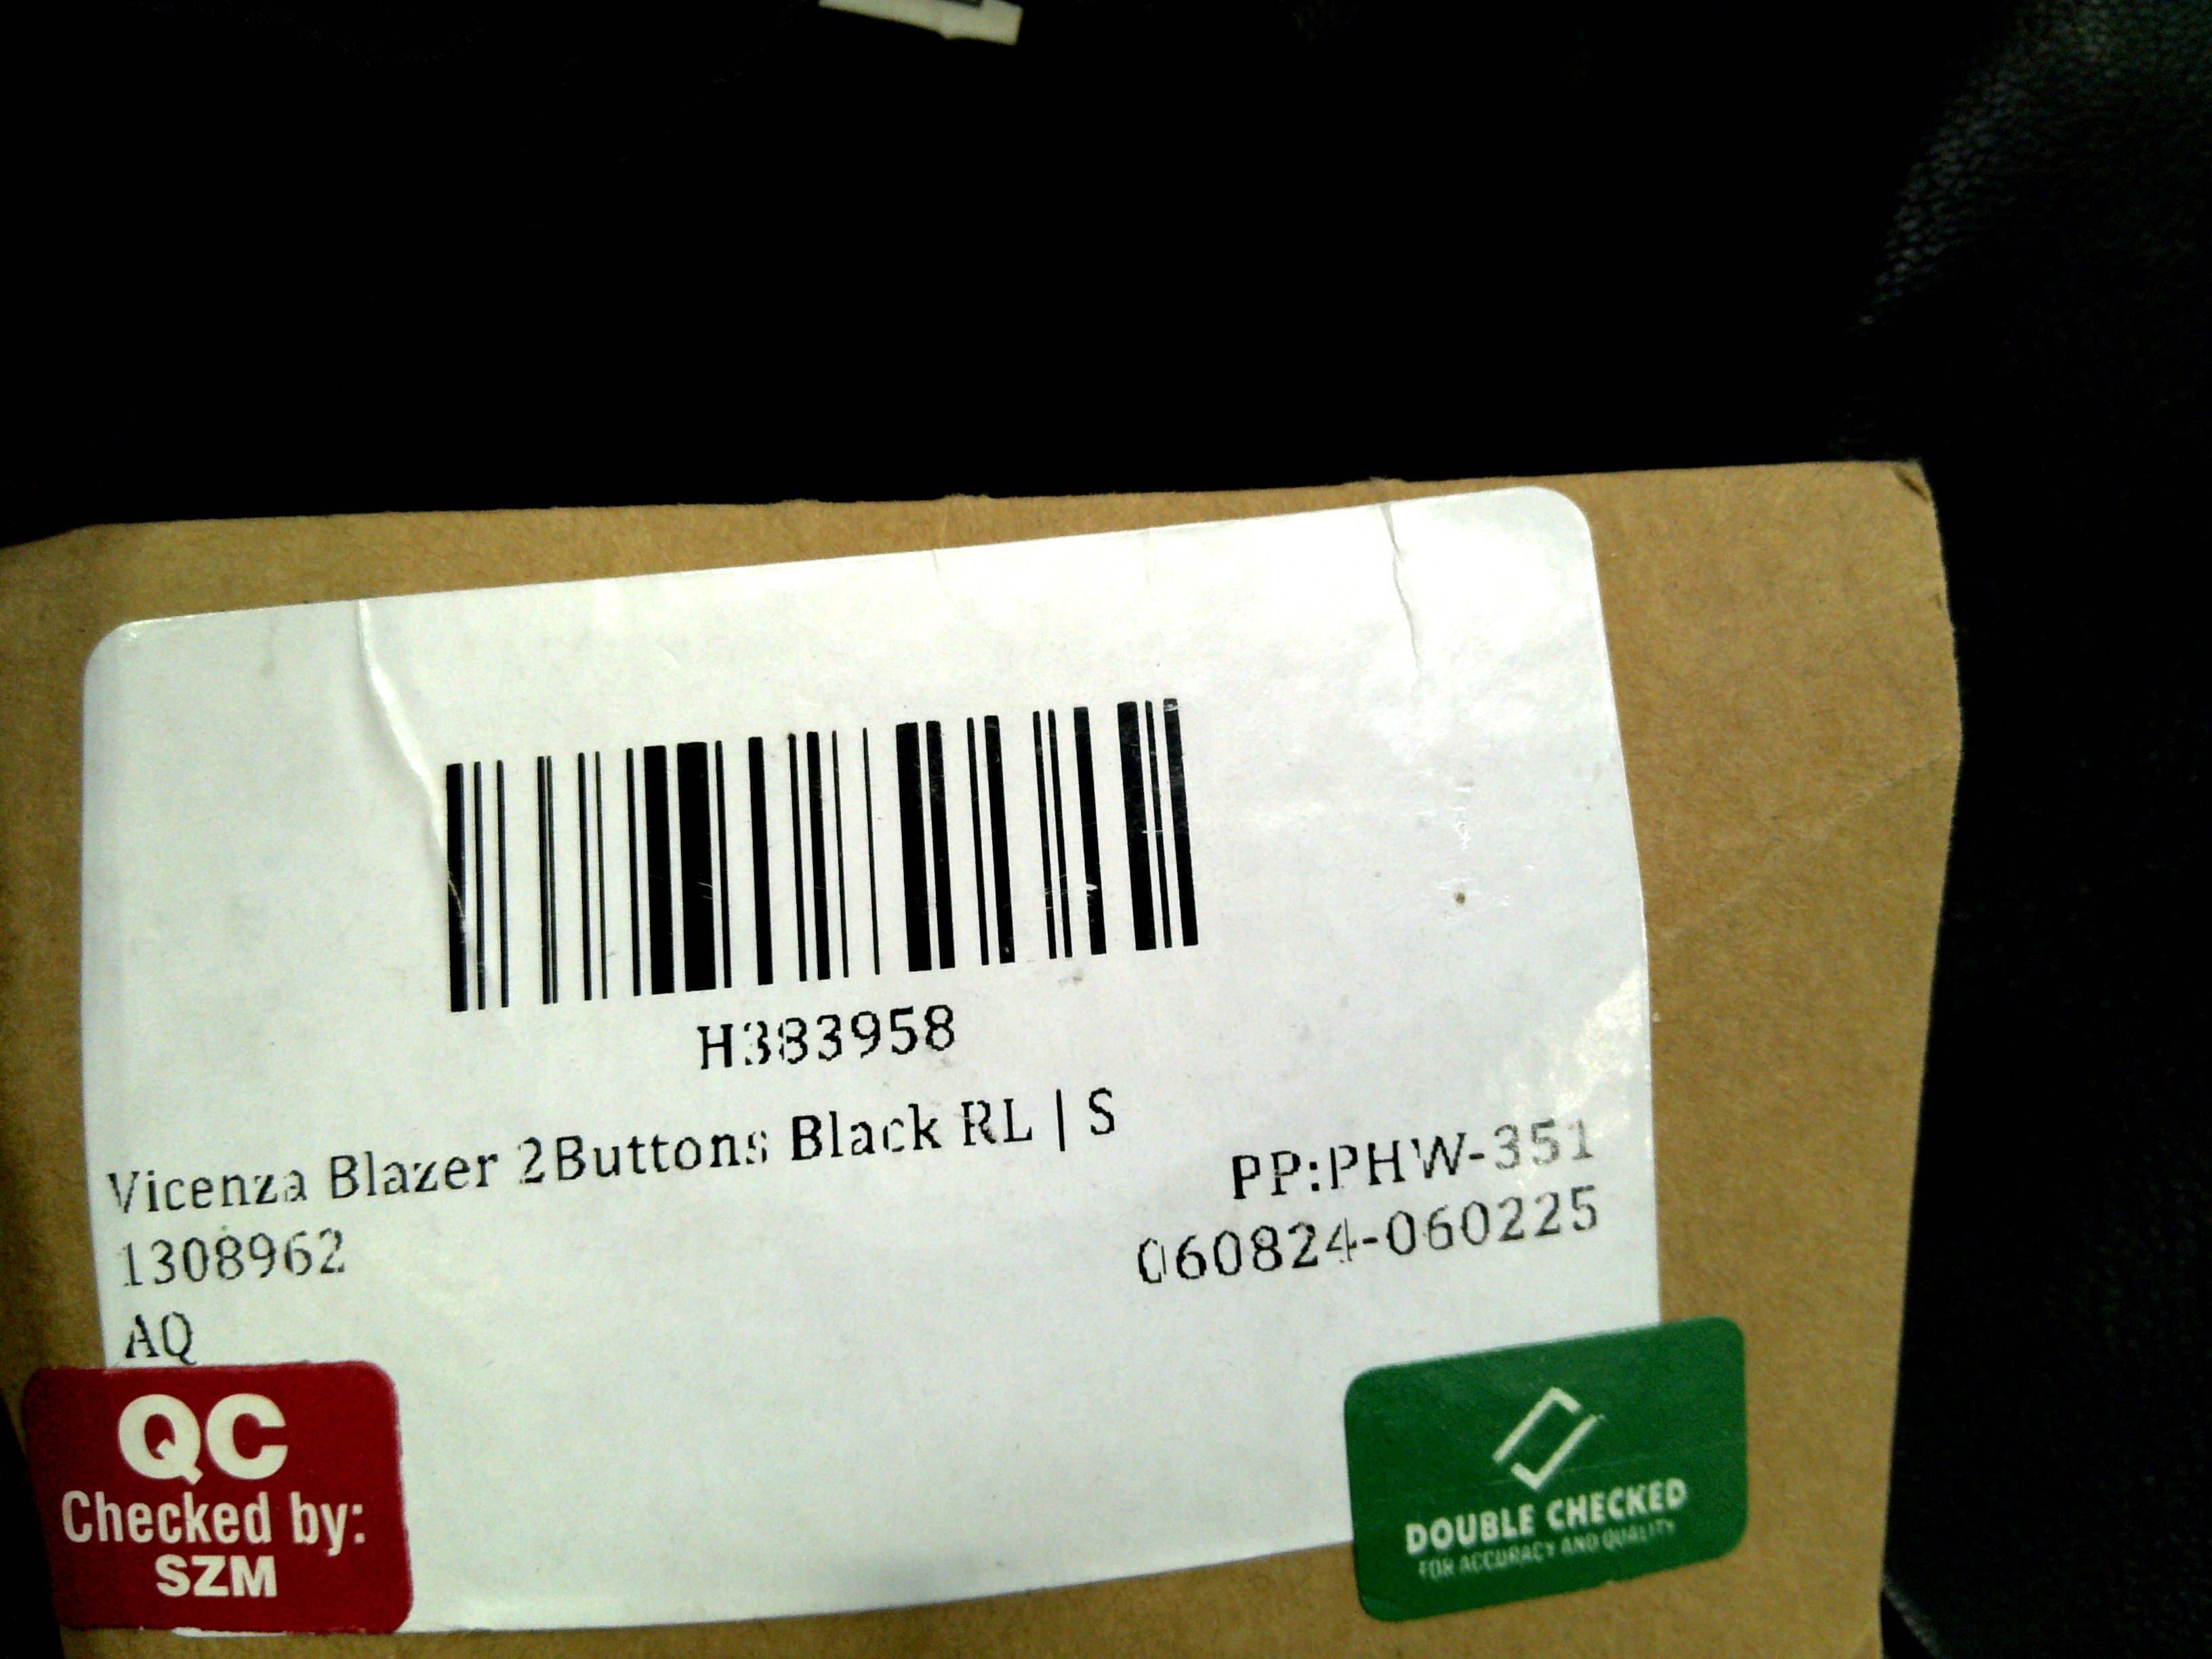 H383958
Vicenza Blazer 2Buttons Black RL | S
PP:PHW-351
1308962
060824-060225
AQ
QC
Checked by:
SZM
DOUBLE CHECKED
FOR ACCURACY AND QUALITY